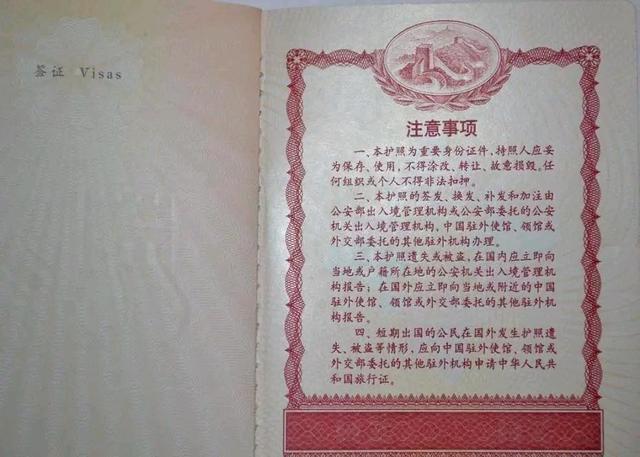 签证 Visas
注意事项
一、本护照为重要身份证件，持照人应妥
为保存、使用，不得涂改、转让、故意损毁。任
何组织或个人不得非法扣押。
二、本护照的签发、换发、补发和加注由
公安部出入境管理机构或公安部委托的公安
机关出入境管理机构、中国驻外使馆、领馆或
外交部委托的其他驻外机构办理。
三、本护照遗失或被盗，在国内应立即向
当地或户籍所在地的公安机关出入境管理机
构报告；在国外应立即向当地或附近的中国
驻外使馆、领馆或外交部委托的其他驻外机
构报告。
四、短期出国的公民在国外发生护照遗
失、被盗等情形，应向中国驻外使馆、领馆或
外交部委托的其他驻外机构申请中华人民共
和国旅行证。